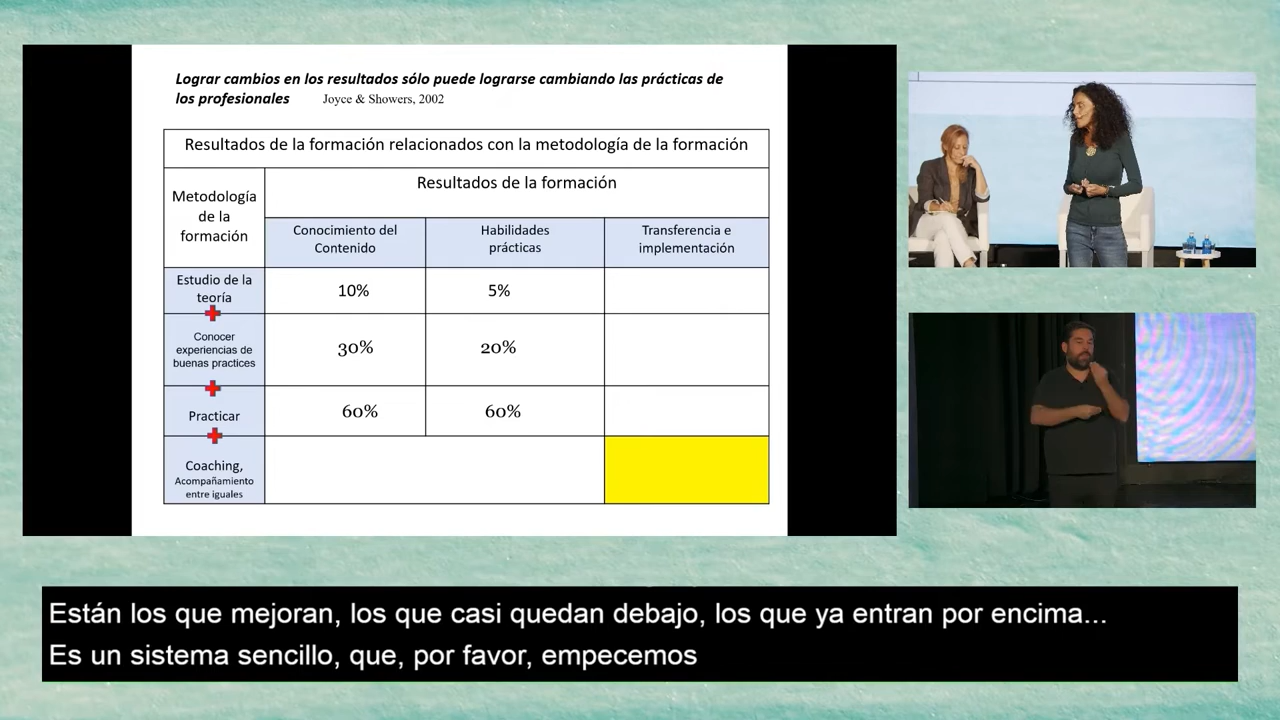 Lograr cambios en los resultados sólo puede lograrse cambiando las prácticas de
los profesionales Joyce & Showers, 2002
Resultados de la formación relacionados con la metodología de la formación
Metodología
de la
formación
Resultados de la formación
Conocimiento del
Contenido
Habilidades
prácticas
Transferencia e
implementación
Estudio de la
teoría
10%
5%
Conocer
experiencias de
buenas practices
30%
20%
Practicar
60%
60%
Coaching,
Acompañamiento
entre iguales
Están los que mejoran, los que casi quedan debajo, los que ya entran por encima...
Es un sistema sencillo, que, por favor, empecemos